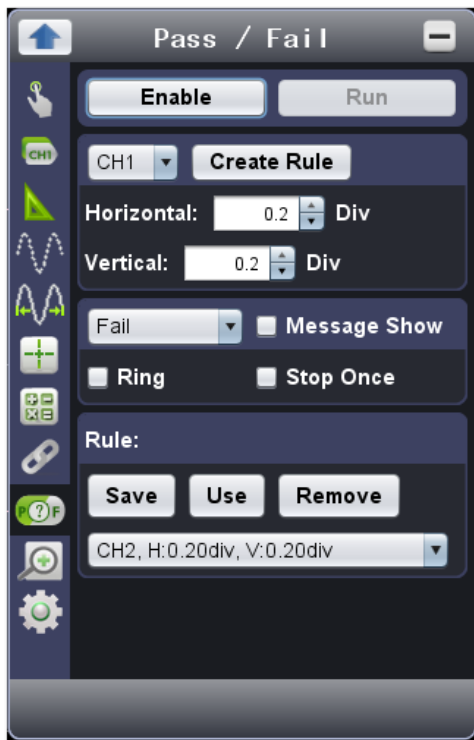 Pass / Fail
Enable Run
CH1
CH1 Create Rule
Horizontal: 0.2 Div
Vertical: 0.2 Div
Fail Message Show
Ring Stop Once
Rule:
P?F
Save Use Remove
CH2, H:0.20div, V:0.20div